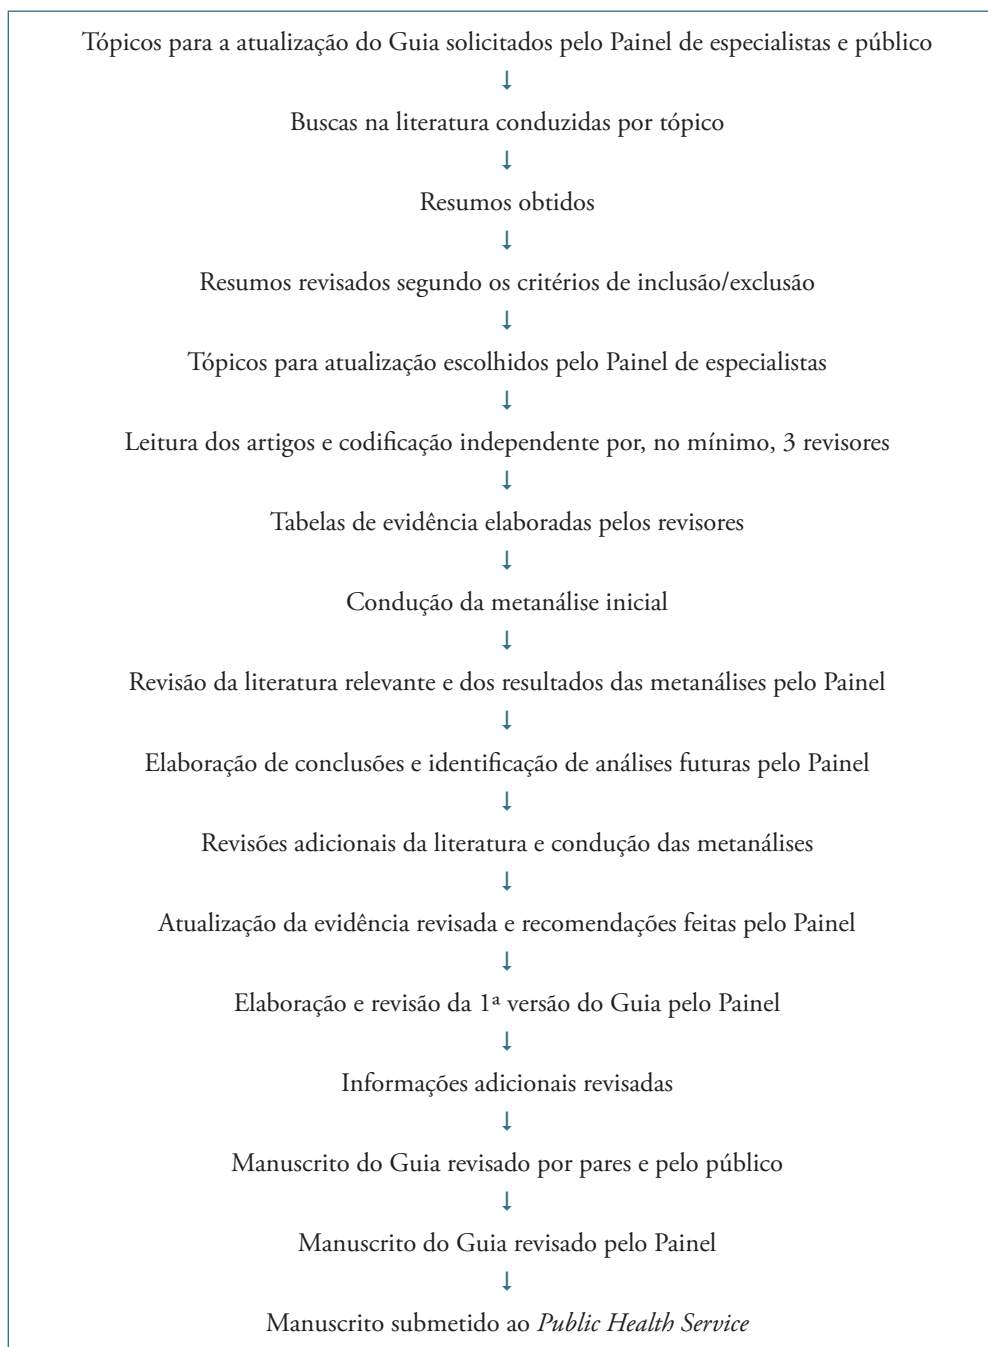 Tópicos para a atualização do Guia solicitados pelo Painel de especialistas e público
↓
Buscas na literatura conduzidas por tópico
↓
Resumos obtidos
↓
Resumos revisados segundo os critérios de inclusão/exclusão
↓
Tópicos para atualização escolhidos pelo Painel de especialistas
↓
Leitura dos artigos e codificação independente por, no mínimo, 3 revisores
↓
Tabelas de evidência elaboradas pelos revisores
↓
Condução da metanálise inicial
↓
Revisão da literatura relevante e dos resultados das metanálises pelo Painel
↓
Elaboração de conclusões e identificação de análises futuras pelo Painel
↓
Revisões adicionais da literatura e condução das metanálises
↓
Atualização da evidência revisada e recomendações feitas pelo Painel
↓
Elaboração e revisão da 1ª versão do Guia pelo Painel
↓
Informações adicionais revisadas
↓
Manuscrito do Guia revisado por pares e pelo público
↓
Manuscrito do Guia revisado pelo Painel
↓
Manuscrito submetido ao Public Health Service